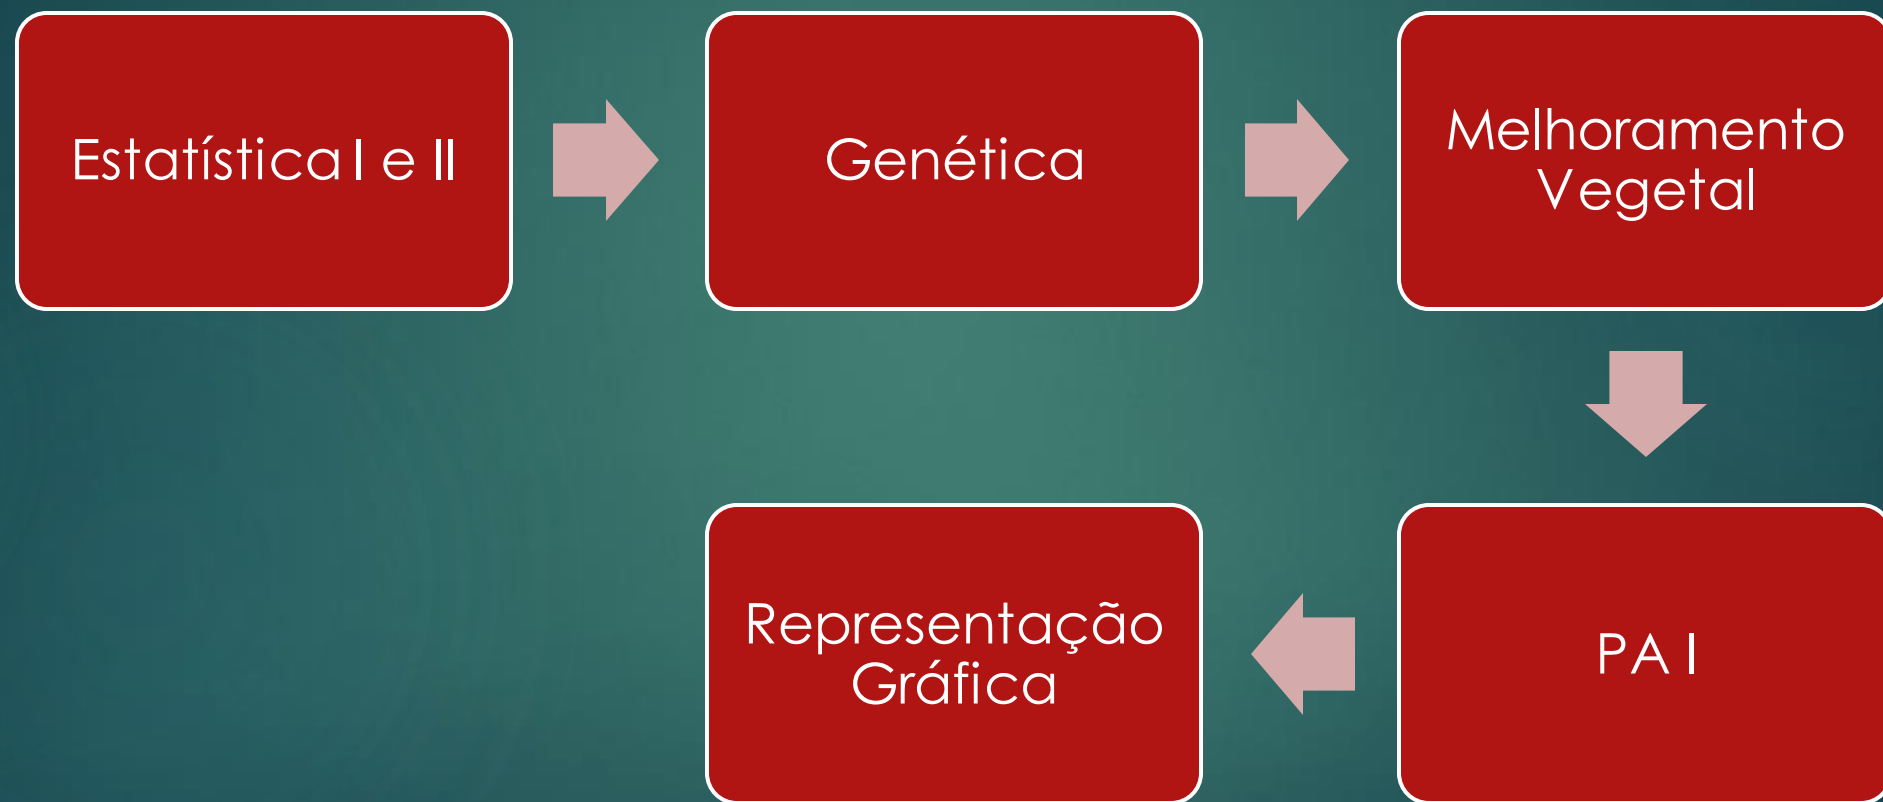 Estatística I e II
Genética
Melhoramento
Vegetal
PA I
Representação
Gráfica